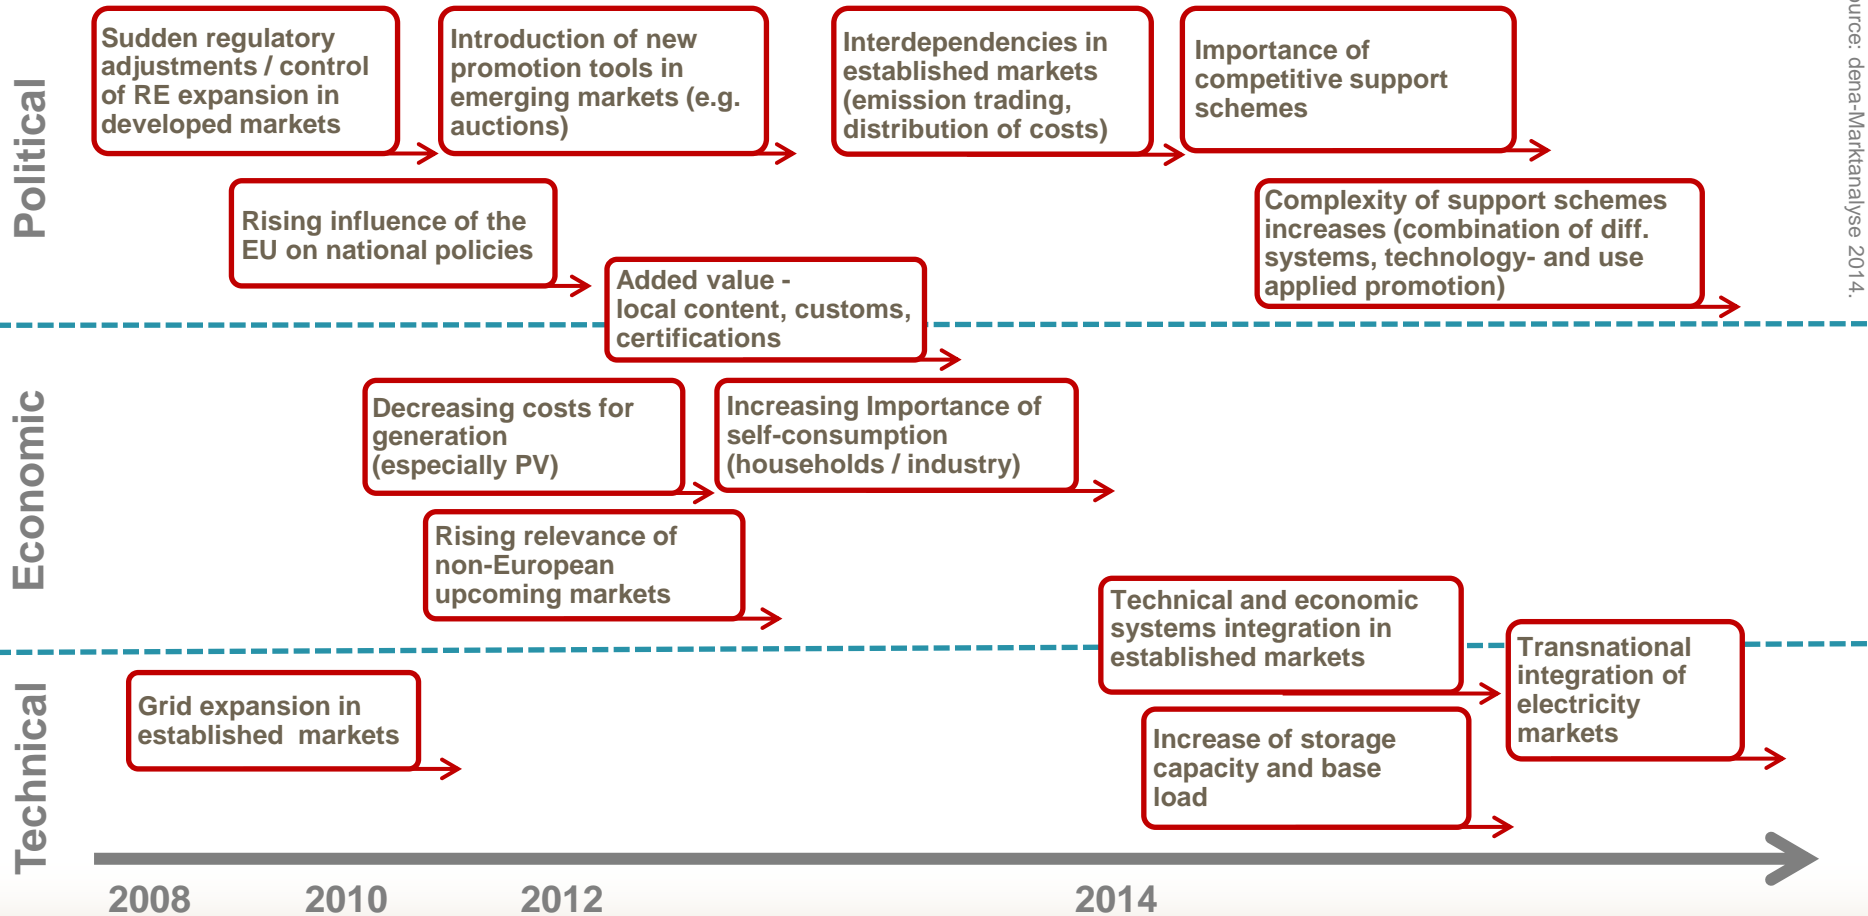 Political
Sudden regulatory
adjustments / control
of RE expansion in
developed markets
Introduction of new
promotion tools in
emerging markets (e.g.
auctions)
Interdependencies in
established markets
(emission trading,
distribution of costs)
Importance of
competitive support
schemes
Rising influence of the
EU on national policies
Complexity of support schemes
increases (combination of diff.
systems, technology- and use
applied promotion)
Added value -
local content, customs,
certifications
Economic
Decreasing costs for
generation
(especially PV)
Increasing Importance of
self-consumption
(households / industry)
Rising relevance of
non-European
upcoming markets
Technical and economic
systems integration in
established markets
Transnational
integration of
electricity
markets
Technical
Grid expansion in
established  markets
Increase of storage
capacity and base
load
2008
2010
2012
2014
ource: dena-Marktanalyse 2014.